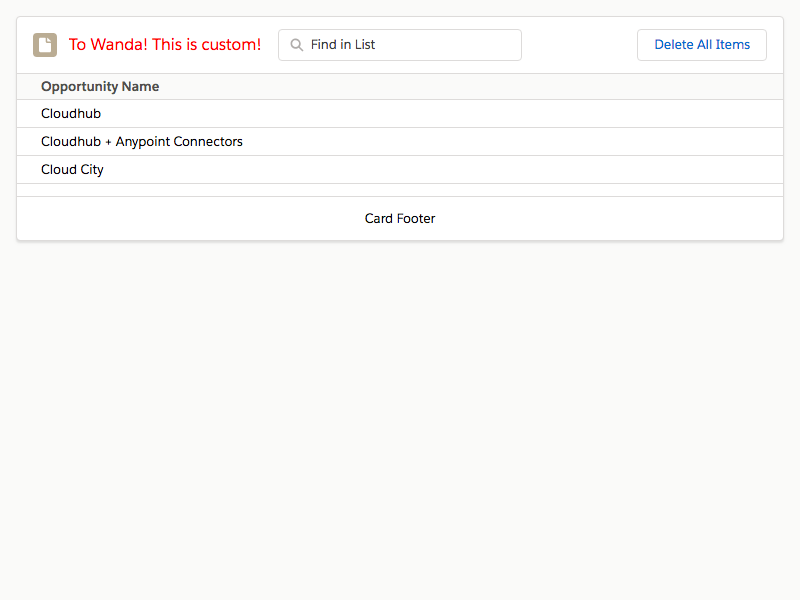 To Wanda! This is custom!
Find in List
Delete All Items
Opportunity Name
Cloudhub
Cloudhub + Anypoint Connectors
Cloud City
Card Footer